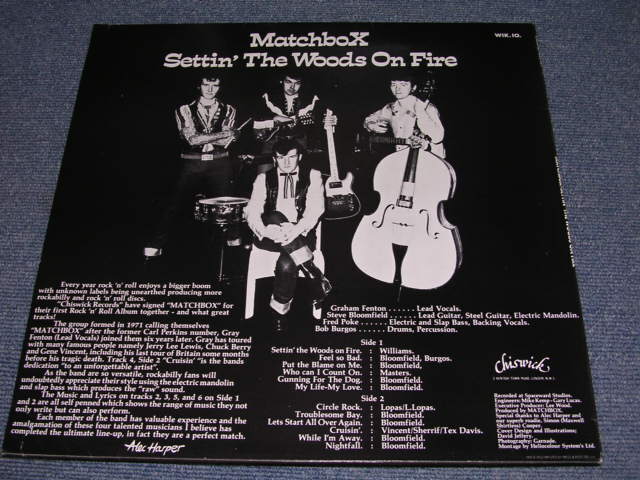 MatchboX
Settin' The Woods On Fire
WIK.10.
Every year rock 'n' roll enjoys a bigger boom
with unknown labels being unearthed producing more
rockabilly and rock 'n' roll discs.
"Chiswick Records" have signed "MATCHBOX" for
their first Rock 'n' Roll Album together - and what great
tracks!
The group formed in 1971 calling themselves
"MATCHBOX" after the former Carl Perkins number, Gray
Fenton (Lead Vocals) joined them six years later. Gray has toured
with many famous people namely Jerry Lee Lewis, Chuck Berry
and Gene Vincent, including his last tour of Britain some months
before his tragic death. Track 4, Side 2 "Cruisin' "is the bands
dedication "to an unforgettable artist".
As the band are so versatile, rockabilly fans will
undoubtedly appreciate their style using the electric mandolin
and slap bass which produces the "raw" sound.
The Music and Lyrics on tracks 2, 3, 5, and 6 on Side 1
and 2 are all self penned which shows the range of music they not
only write but can also perform.
Each member of the band has valuable experience and the
amalgamation of these four talented musicians I believe has
completed the ultimate line-up, in fact they are a perfect match.
Alec Harper
Graham Fenton ...... Lead Vocals.
Steve Bloomfield ...... Lead Guitar, Steel Guitar, Electric Mandolin.
Fred Poke ...... Electric and Slap Bass, Backing Vocals.
Bob Burgos ...... Drums, Percussion.
Side 1
Settin' the Woods on Fire. : Williams.
Feel so Bad. : Bloomfield, Burgos.
Put the Blame on Me. : Bloomfield.
Who can I Count On. : Masters.
Gunning For The Dog. : Bloomfield.
My Life-My Love. : Bloomfield.
Side 2
Circle Rock. : Lopas/L.Lopas.
Troublesome Bay. : Bloomfield.
Lets Start All Over Again. : Bloomfield.
Cruisin'. : Vincent/Sherrif/Tex Davis.
While I'm Away. : Bloomfield.
Nightfall. : Bloomfield.
Chiswick
Recorded at Spaceward Studios.
Engineers: Mike Kemp - Gary Lucas.
Executive Producer: Lee Wood.
Produced by MATCHBOX.
Special thanks to Alec Harper and
our superb roadie, Simon (Maxwell
Shirtless) Cooper.
Cover Design and Illustrations;
David Jeffery.
Photography: Garnade.
Montage by Heliocolour System's Ltd.